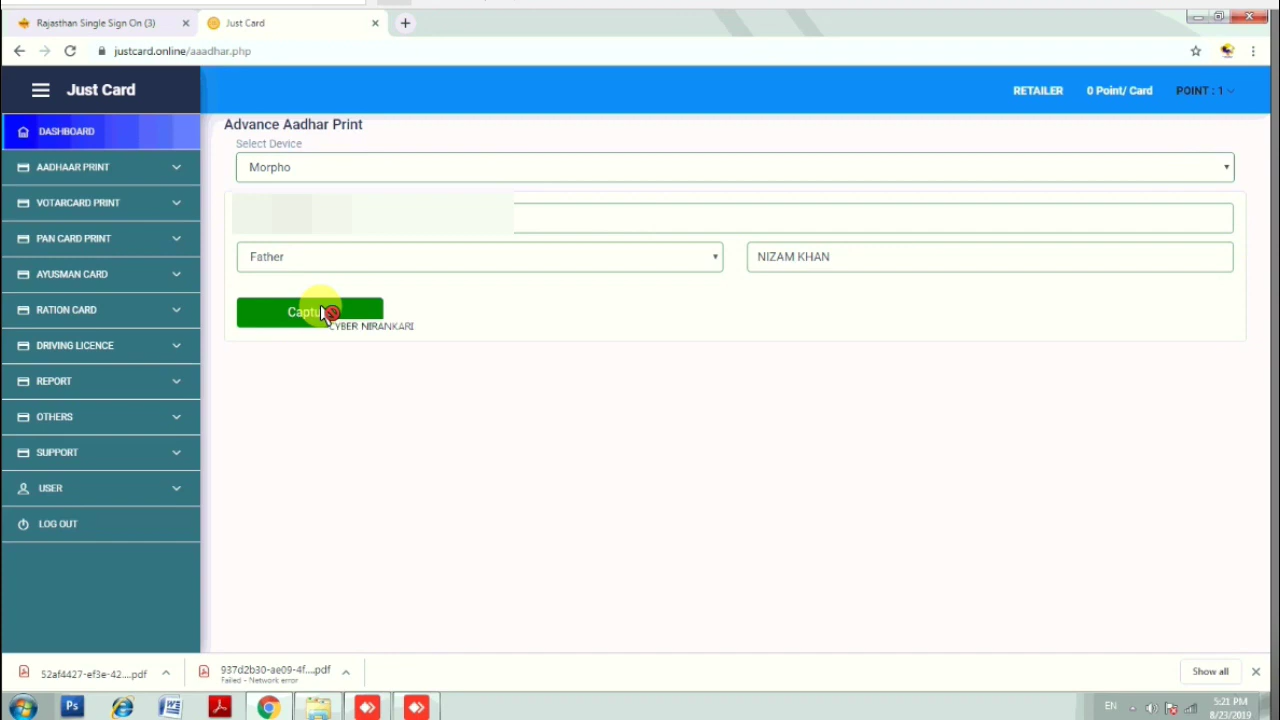 Rajasthan Single Sign On (3)
Just Card
justcard.online/aaadhar.php
Just Card
RETAILER
0 Point/ Card
POINT : 1
DASHBOARD
AADHAAR PRINT
VOTARCARD PRINT
PAN CARD PRINT
AYUSMAN CARD
RATION CARD
DRIVING LICENCE
REPORT
OTHERS
SUPPORT
USER
LOG OUT
Advance Aadhar Print
Select Device
Morpho
Father
NIZAM KHAN
CYBER NIRANKARI
52af4427-ef3e-42....pdf
937d2b30-ae09-4f....pdf
Failed - Network error
Show all
Ps
EN
5:21 PM
8/23/2019